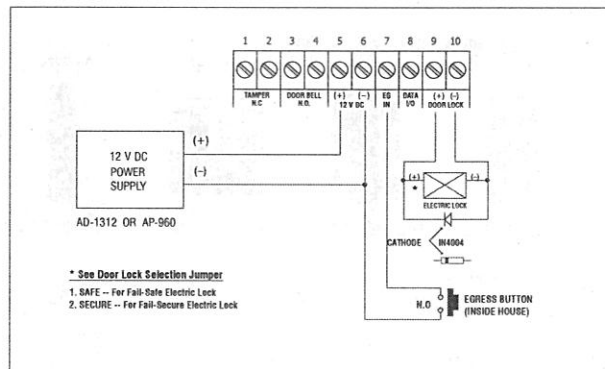 1 2 3 4 5 6 7 8 9 10
TAMPER DOOR BELL (+) (-) EG DATA (+) (-)
N.C N.O. 12 V DC IN I/O DOOR LOCK
(+)
12 V DC
POWER
SUPPLY
(-)
AD-1312 OR AP-960
(+) (-)
*
ELECTRIC LOCK
CATHODE IN4004
* See Door Lock Selection Jumper
1. SAFE -- For Fail-Safe Electric Lock
2. SECURE -- For Fail-Secure Electric Lock
N.O
EGRESS BUTTON
(INSIDE HOUSE)